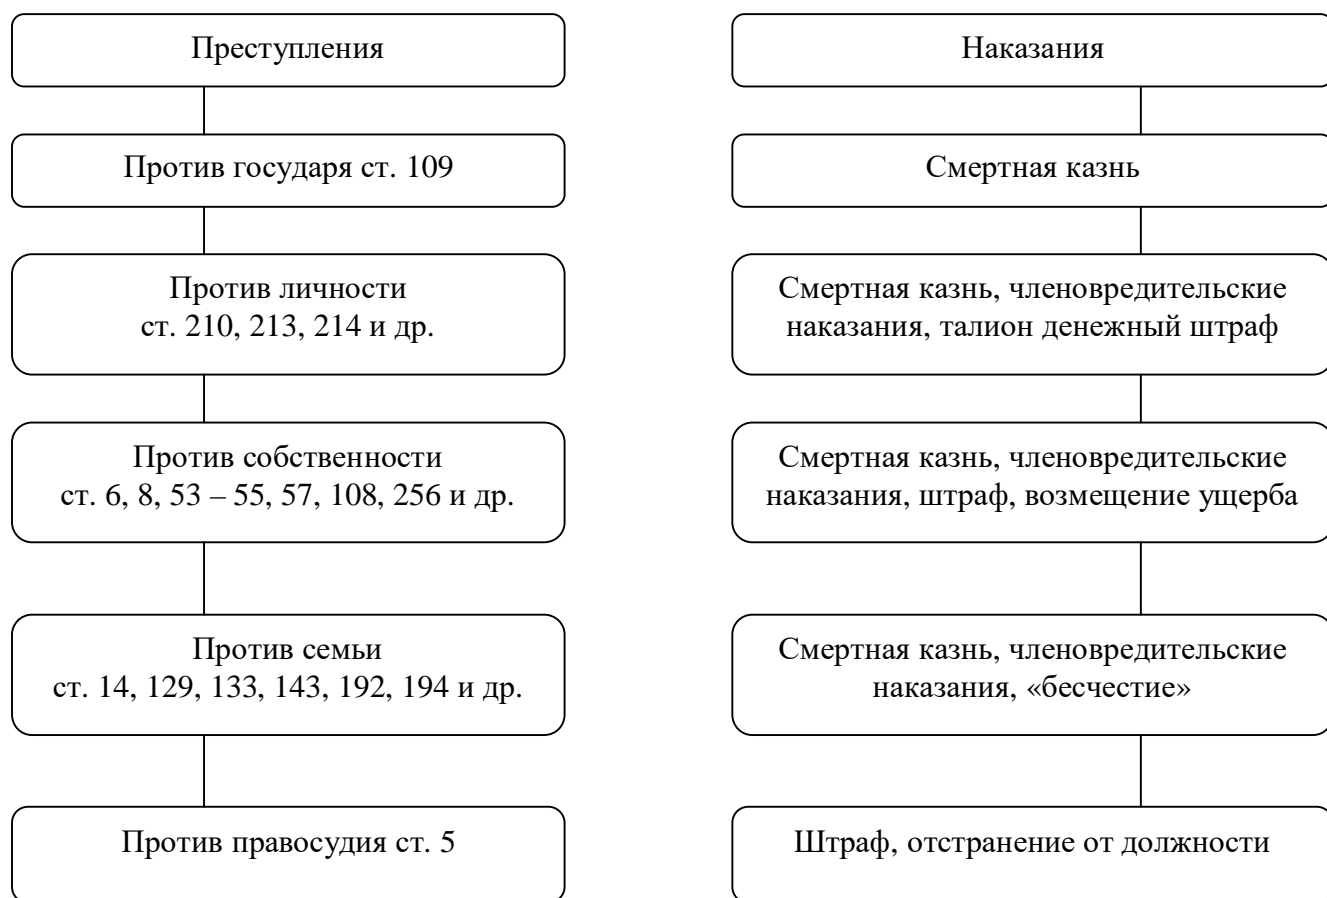 Преступления
Наказания
Против государя ст. 109
Смертная казнь
Против личности
ст. 210, 213, 214 и др.
Смертная казнь, членовредительские
наказания, талион денежный штраф
Против собственности
ст. 6, 8, 53 – 55, 57, 108, 256 и др.
Смертная казнь, членовредительские
наказания, штраф, возмещение ущерба
Против семьи
ст. 14, 129, 133, 143, 192, 194 и др.
Смертная казнь, членовредительские
наказания, «бесчестие»
Против правосудия ст. 5
Штраф, отстранение от должности